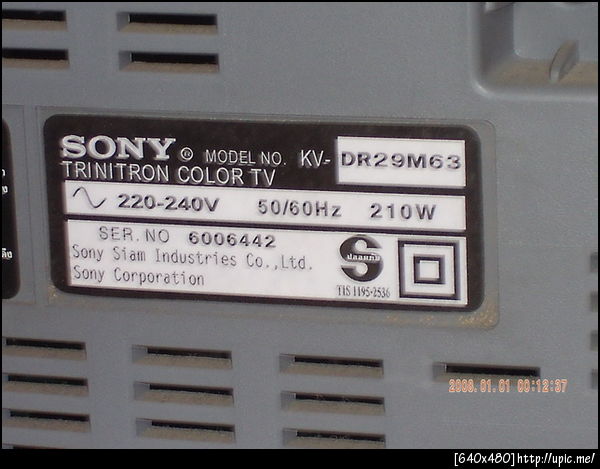 SONY ® MODEL NO. KV-DR29M63
TRINITRON COLOR TV
220-240V 50/60Hz 210W
SER. NO 6006442
Sony Siam Industries Co.,Ltd.
Sony Corporation
S
ปลอดภัย
TIS 1195-2536
2000.01.01 00:12:37
[640x480]http://upic.me/